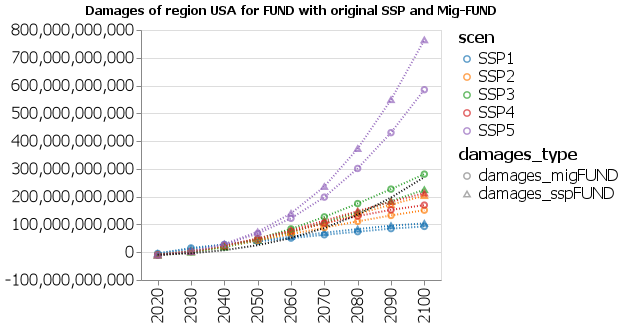 Damages of region USA for FUND with original SSP and Mig-FUND
800,000,000,000
700,000,000,000
600,000,000,000
500,000,000,000
400,000,000,000
300,000,000,000
200,000,000,000
100,000,000,000
0
-100,000,000,000
2020
2030
2040
2050
2060
2070
2080
2090
2100
scen
SSP1
SSP2
SSP3
SSP4
SSP5
damages_type
damages_migFUND
damages_sspFUND